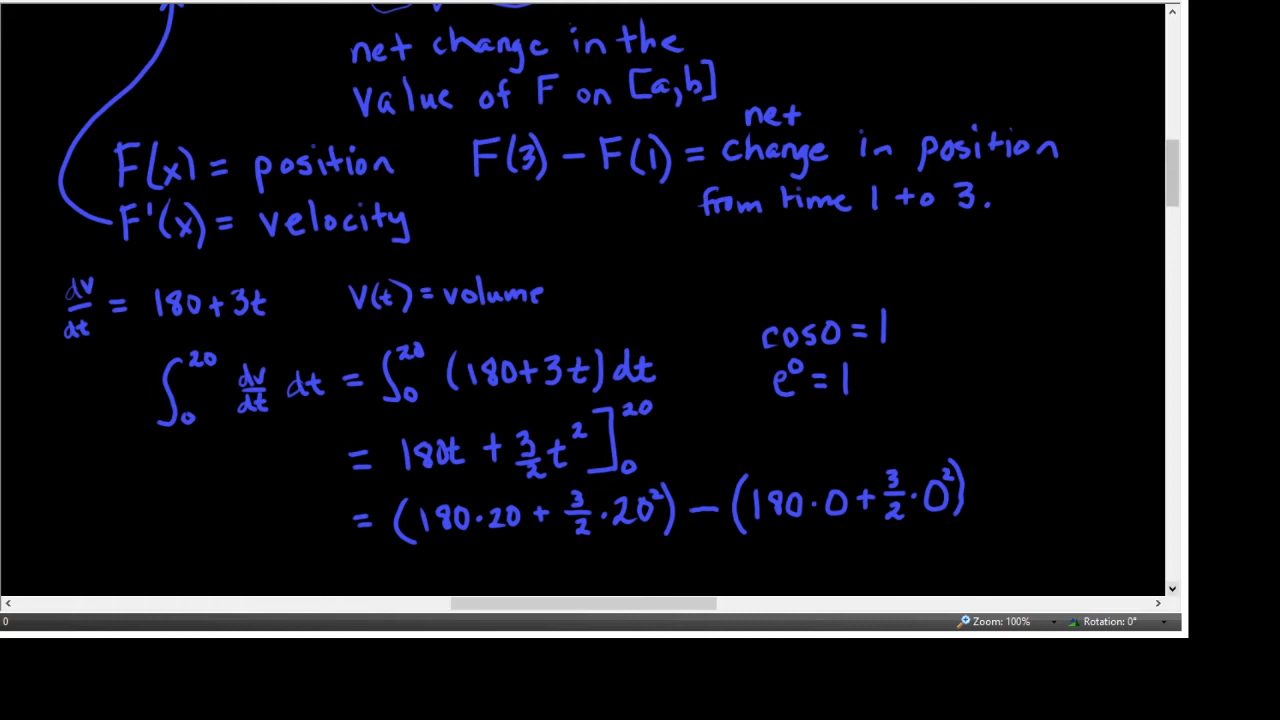 net change in the
value of F on [a,b]
F(x) = position
F'(x) = velocity
F(3) − F(1) = net change in position
from time 1 to 3.
dv/dt = 180+3t V(t) = volume
∫₀²⁰ dv/dt dt = ∫₀²⁰ (180+3t)dt
= 180t + 3/2 t² ]₀²⁰
= (180·20 + 3/2·20²) − (180·0 + 3/2·0²)
cos0 = 1
e⁰ = 1
0
Zoom: 100%
Rotation: 0°